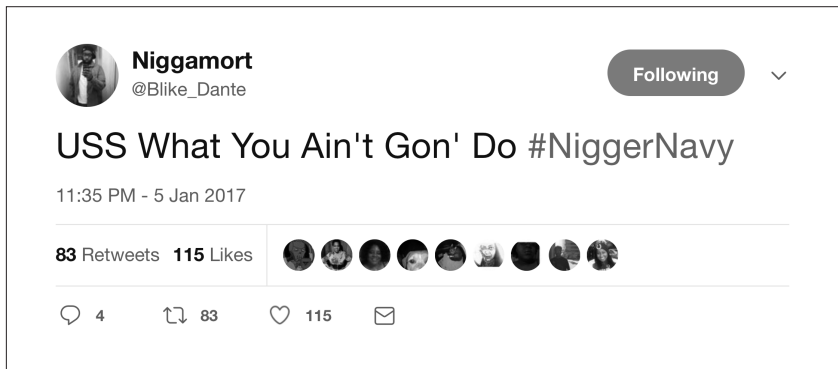 Niggamort
@Blike_Dante
Following
USS What You Ain't Gon' Do #NiggerNavy
11:35 PM - 5 Jan 2017
83 Retweets 115 Likes
4 83 115